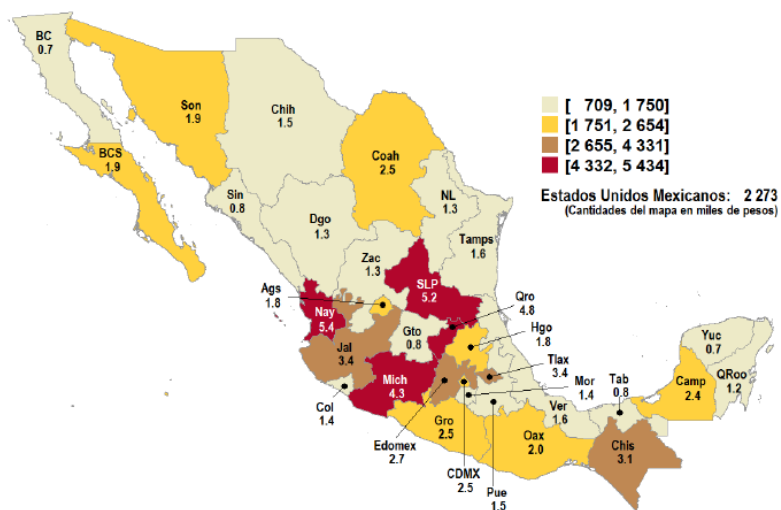 BC
0.7
Son
1.9
Chih
1.5
[ 709, 1 750]
[1 751, 2 654]
[2 655, 4 331]
[4 332, 5 434]
BCS
1.9
Coah
2.5
Estados Unidos Mexicanos: 2 273
(Cantidades del mapa en miles de pesos)
Sin
0.8
NL
1.3
Dgo
1.3
Tamps
1.6
Zac
1.3
Ags
1.8
SLP
5.2
Qro
4.8
Nay
5.4
Gto
0.8
Hgo
1.8
Jal
3.4
Tlax
3.4
Yuc
0.7
Mich
4.3
Mor
1.4
Tab
0.8
Camp
2.4
QRoo
1.2
Col
1.4
Ver
1.6
Gro
2.5
Oax
2.0
Chis
3.1
Edomex
2.7
CDMX
2.5
Pue
1.5